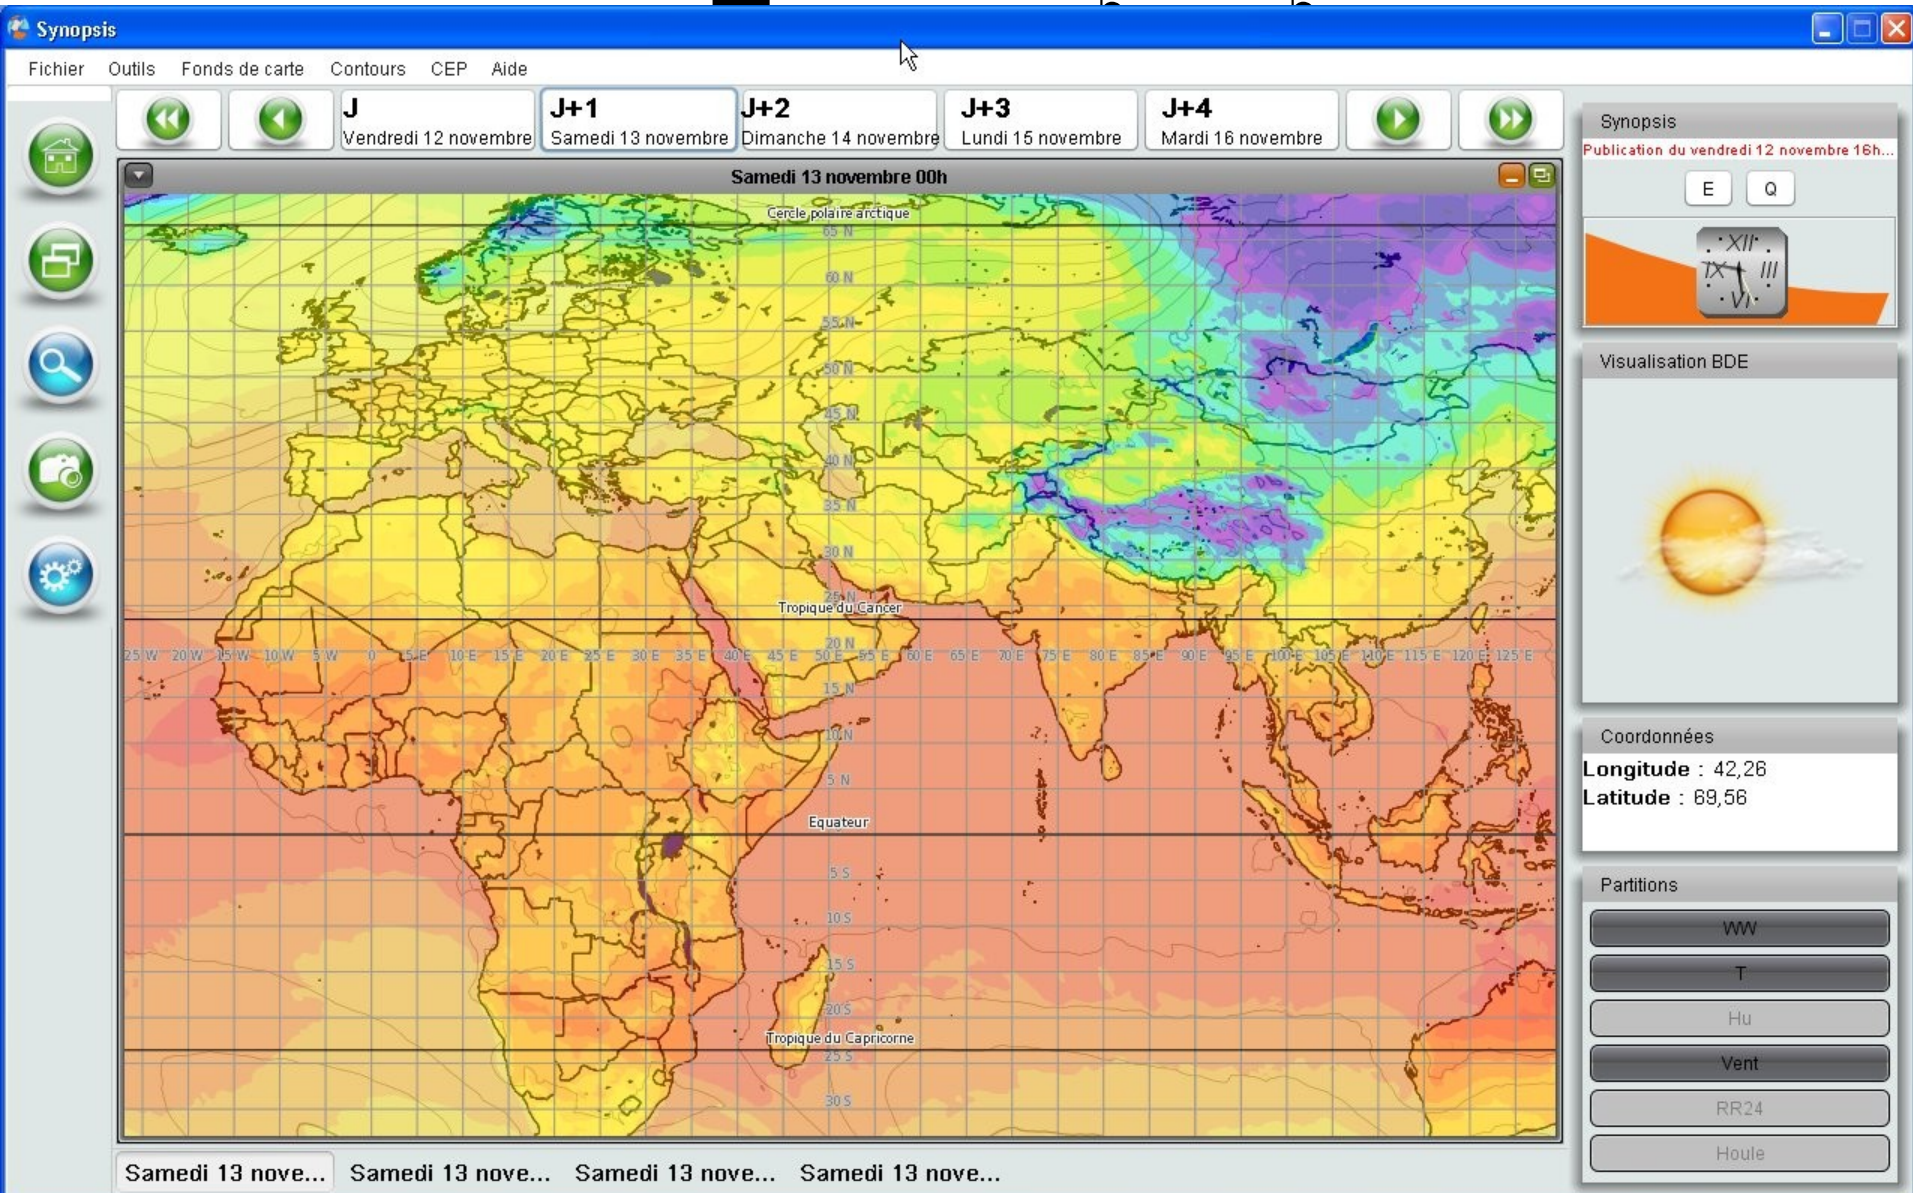 Synopsis
Fichier Outils Fonds de carte Contours CEP Aide
J
Vendredi 12 novembre
J+1
Samedi 13 novembre
J+2
Dimanche 14 novembre
J+3
Lundi 15 novembre
J+4
Mardi 16 novembre
Samedi 13 novembre 00h
Cercle polaire arctique
65 N
60 N
55 N
50 N
45 N
40 N
35 N
30 N
25 N
Tropique du Cancer
20 N
25 W 20 W 15 W 10 W 5 W 0 5 E 10 E 15 E 20 E 25 E 30 E 35 E 40 E 45 E 50 E 55 E 60 E 65 E 70 E 75 E 80 E 85 E 90 E 95 E 100 E 105 E 110 E 115 E 120 E 125 E
15 N
10 N
5 N
Equateur
5 S
10 S
15 S
20 S
Tropique du Capricorne
25 S
30 S
Samedi 13 nove... Samedi 13 nove... Samedi 13 nove... Samedi 13 nove...
Synopsis
Publication du vendredi 12 novembre 16h...
E Q
XII
IX III
VI
Visualisation BDE
Coordonnées
Longitude : 42,26
Latitude : 69,56
Partitions
WW
T
Hu
Vent
RR24
Houle